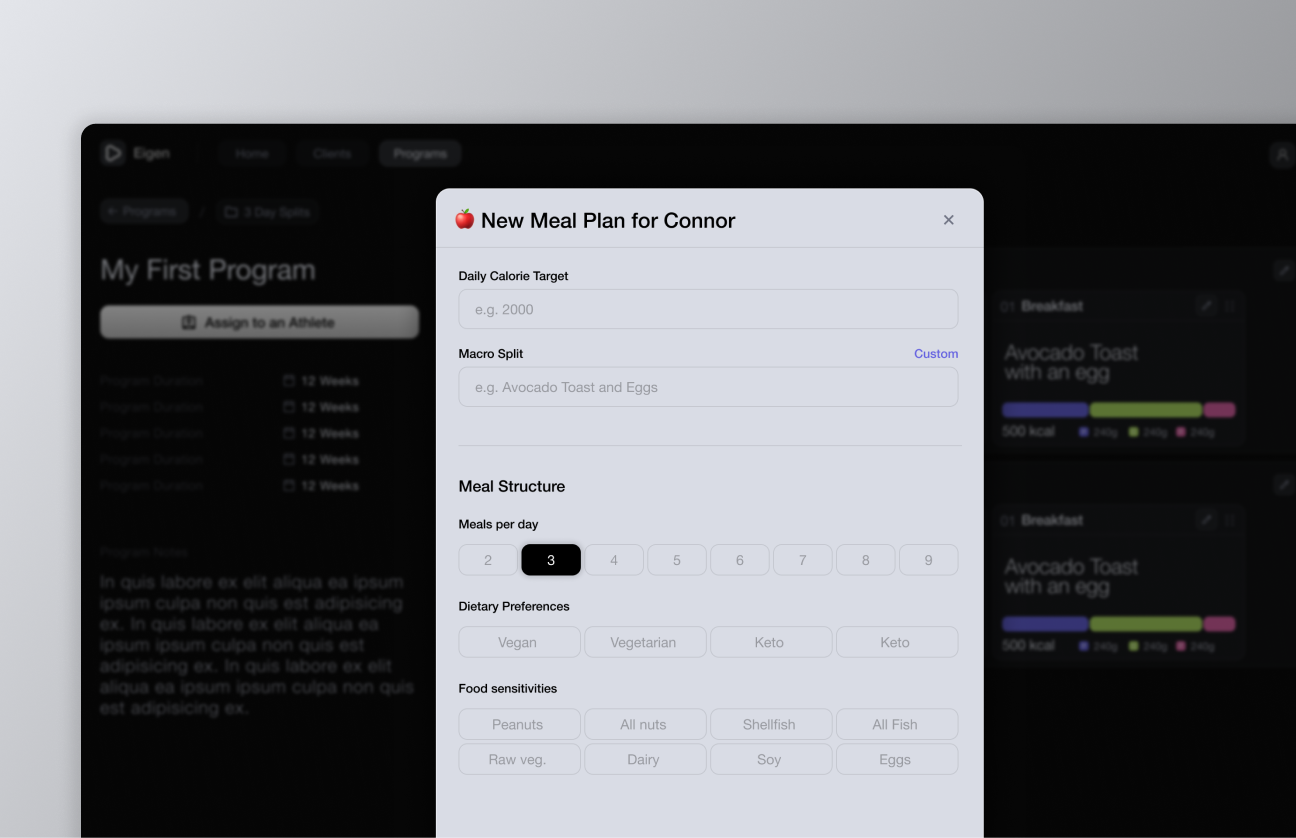 Eigen
Home
Clients
Programs
← Programs
/
3 Day Splits
My First Program
Assign to an Athlete
Program Duration
12 Weeks
Program Duration
12 Weeks
Program Duration
12 Weeks
Program Duration
12 Weeks
Program Duration
12 Weeks
Program Notes
In quis labore ex elit aliqua ea ipsum
ipsum culpa non quis est adipisicing
ex. In quis labore ex elit aliqua ea
ipsum ipsum culpa non quis est
adipisicing ex. In quis labore ex elit
aliqua ea ipsum ipsum culpa non quis
est adipisicing ex.
New Meal Plan for Connor
Daily Calorie Target
e.g. 2000
Macro Split
Custom
e.g. Avocado Toast and Eggs
Meal Structure
Meals per day
2
3
4
5
6
7
8
9
Dietary Preferences
Vegan
Vegetarian
Keto
Keto
Food sensitivities
Peanuts
All nuts
Shellfish
All Fish
Raw veg.
Dairy
Soy
Eggs
01 Breakfast
Avocado Toast
with an egg
500 kcal
240g
240g
240g
01 Breakfast
Avocado Toast
with an egg
500 kcal
240g
240g
240g